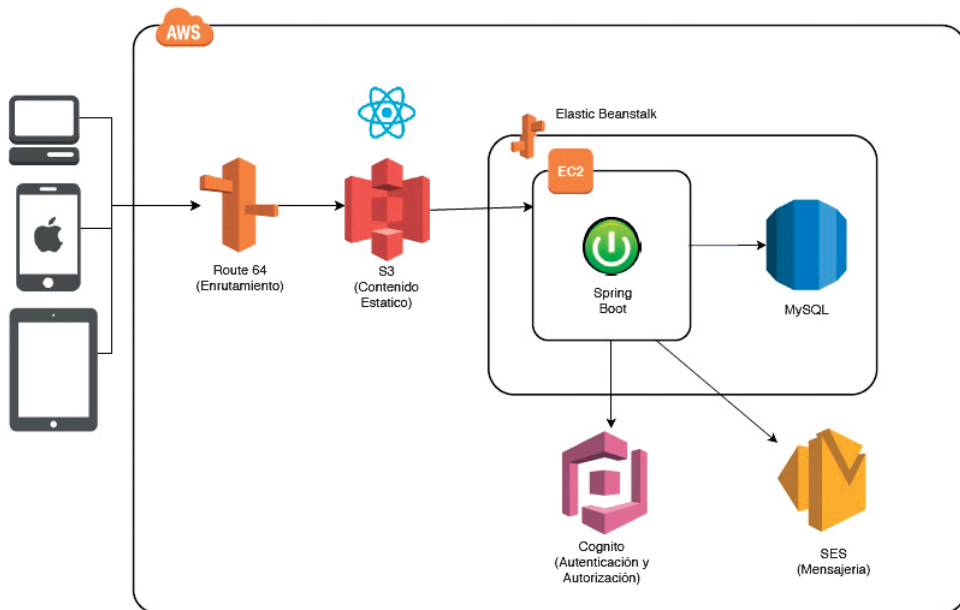 AWS
Elastic Beanstalk
EC2
Route 64
(Enrutamiento)
S3
(Contenido
Estatico)
Spring
Boot
MySQL
Cognito
(Autenticación y
Autorización)
SES
(Mensajeria)